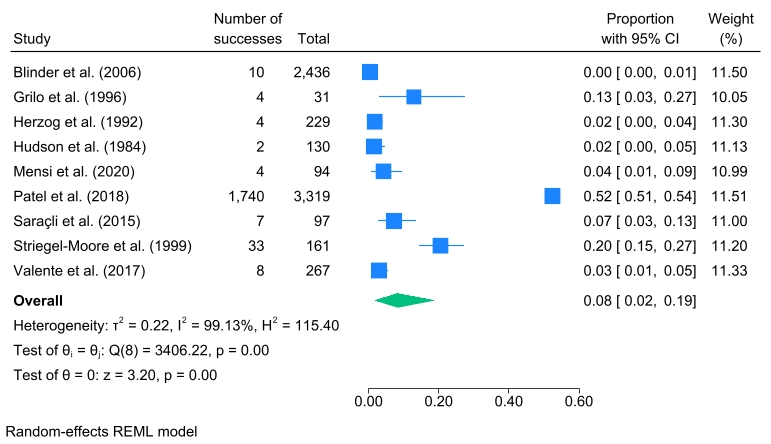 Number of Proportion Weight
Study successes Total with 95% CI (%)
Blinder et al. (2006) 10 2,436 0.00 [ 0.00, 0.01] 11.50
Grilo et al. (1996) 4 31 0.13 [ 0.03, 0.27] 10.05
Herzog et al. (1992) 4 229 0.02 [ 0.00, 0.04] 11.30
Hudson et al. (1984) 2 130 0.02 [ 0.00, 0.05] 11.13
Mensi et al. (2020) 4 94 0.04 [ 0.01, 0.09] 10.99
Patel et al. (2018) 1,740 3,319 0.52 [ 0.51, 0.54] 11.51
Saraçli et al. (2015) 7 97 0.07 [ 0.03, 0.13] 11.00
Striegel-Moore et al. (1999) 33 161 0.20 [ 0.15, 0.27] 11.20
Valente et al. (2017) 8 267 0.03 [ 0.01, 0.05] 11.33
Overall 0.08 [ 0.02, 0.19]
Heterogeneity: τ² = 0.22, I² = 99.13%, H² = 115.40
Test of θᵢ = θⱼ: Q(8) = 3406.22, p = 0.00
Test of θ = 0: z = 3.20, p = 0.00
0.00 0.20 0.40 0.60
Random-effects REML model